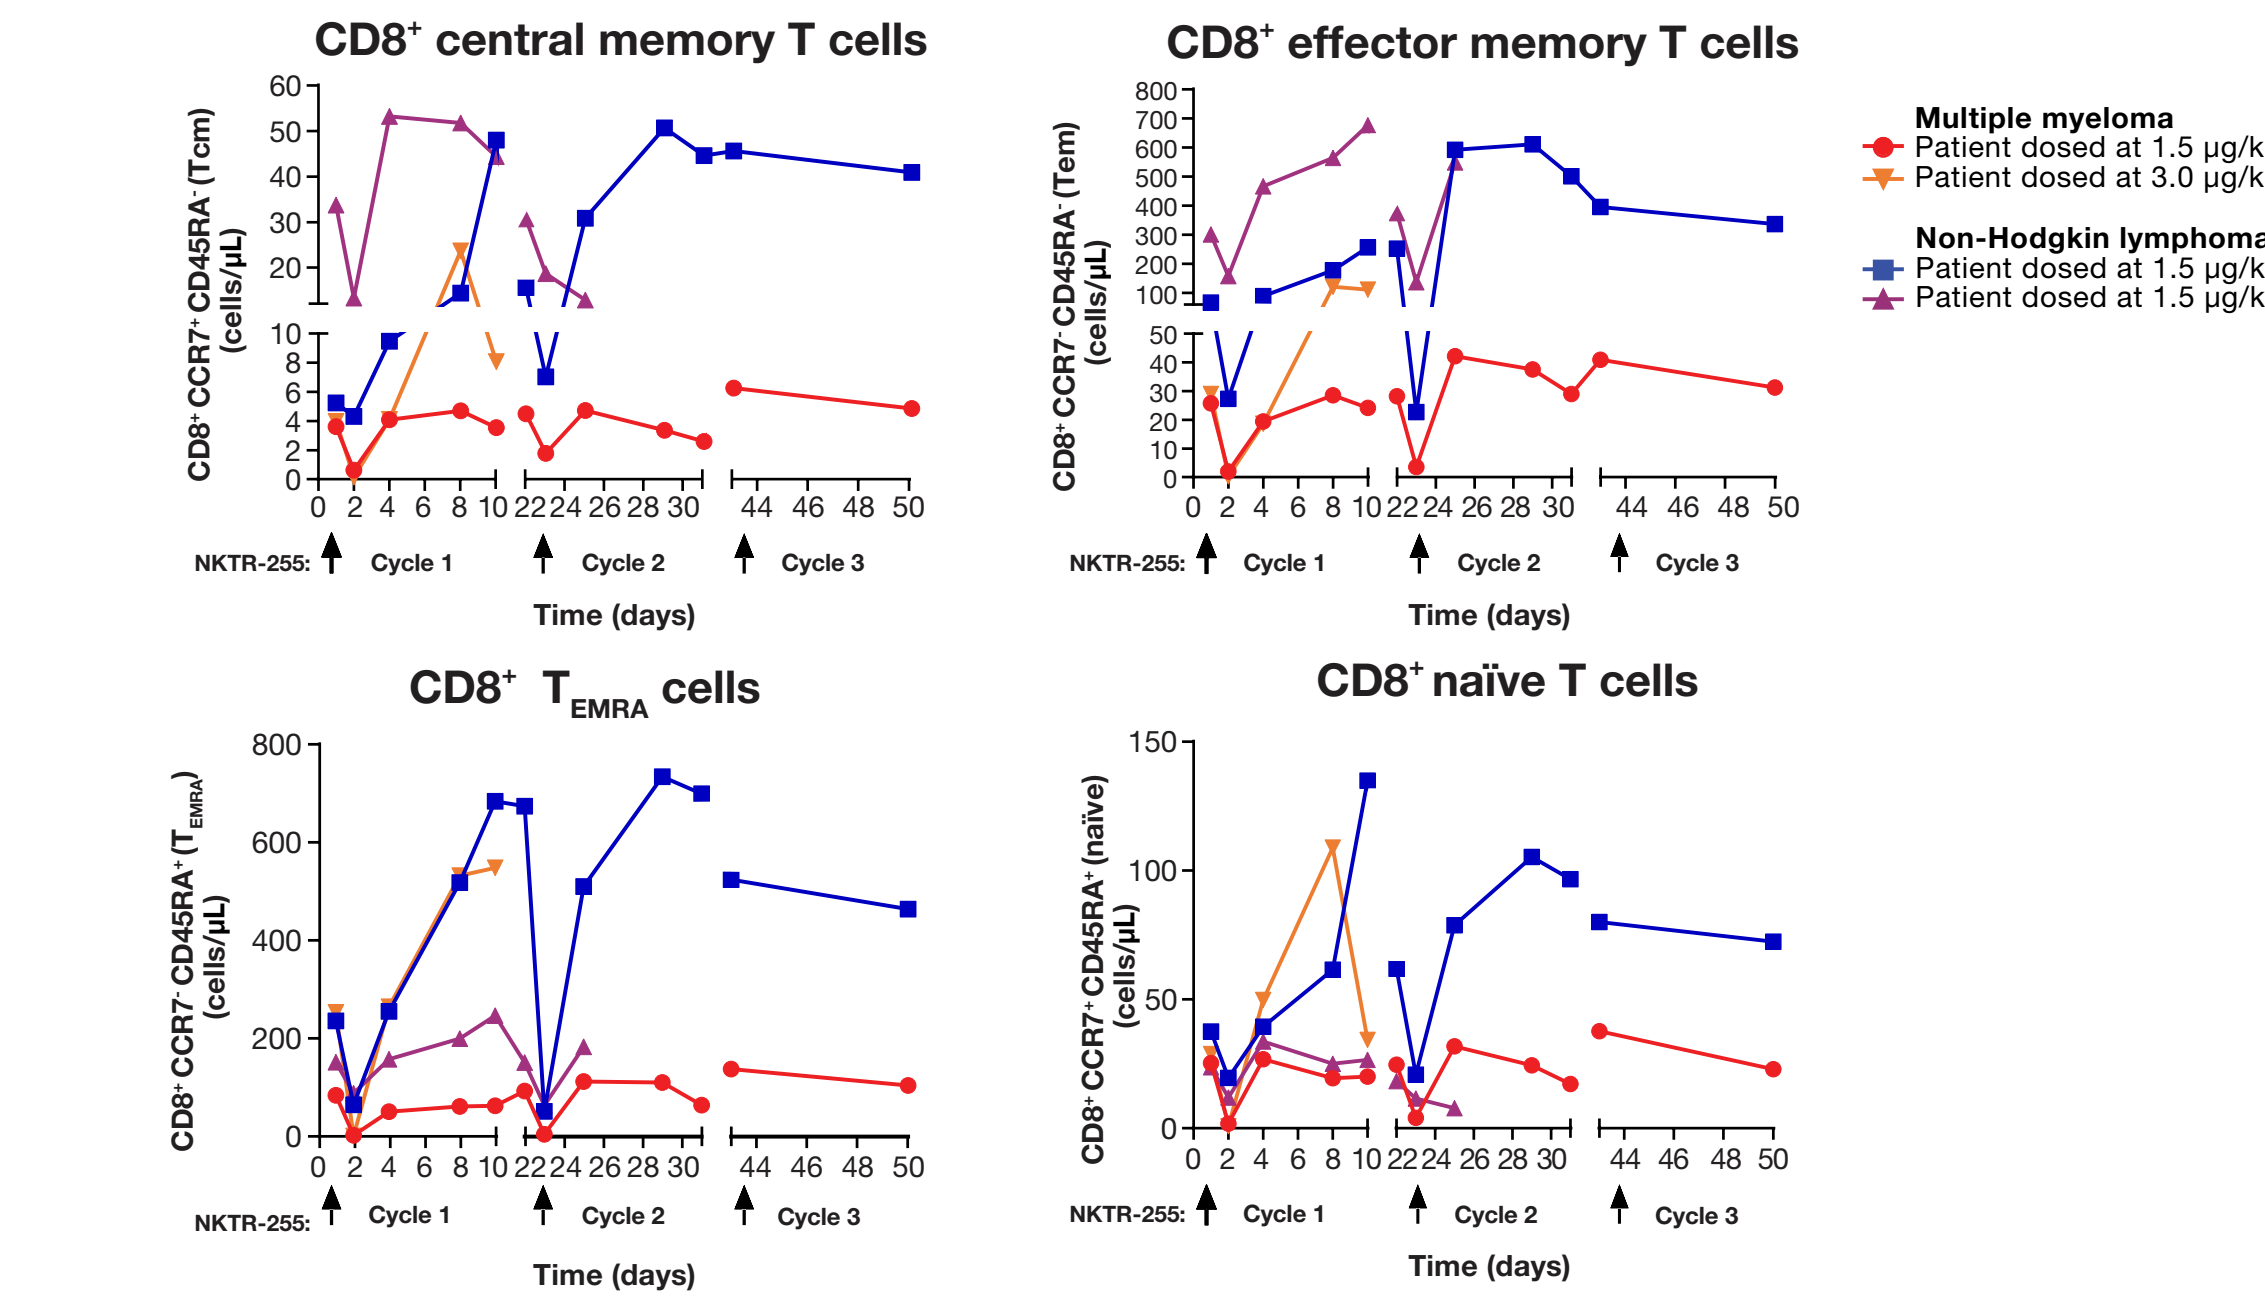 CD8+ central memory T cells
CD8+ CCR7+ CD45RA- (Tcm)
(cells/µL)
60
50
40
30
20
10
8
6
4
2
0
0 2 4 6 8 10 22 24 26 28 30 44 46 48 50
NKTR-255: Cycle 1 Cycle 2 Cycle 3
Time (days)
CD8+ effector memory T cells
CD8+ CCR7- CD45RA- (Tem)
(cells/µL)
800
700
600
500
400
300
200
100
50
40
30
20
10
0
0 2 4 6 8 10 22 24 26 28 30 44 46 48 50
NKTR-255: Cycle 1 Cycle 2 Cycle 3
Time (days)
Multiple myeloma
Patient dosed at 1.5 µg/k
Patient dosed at 3.0 µg/k
Non-Hodgkin lymphoma
Patient dosed at 1.5 µg/k
Patient dosed at 1.5 µg/k
CD8+ TEMRA cells
CD8+ CCR7- CD45RA+ (TEMRA)
(cells/µL)
800
600
400
200
0
0 2 4 6 8 10 22 24 26 28 30 44 46 48 50
NKTR-255: Cycle 1 Cycle 2 Cycle 3
Time (days)
CD8+ naïve T cells
CD8+ CCR7+ CD45RA+ (naïve)
(cells/µL)
150
100
50
0
0 2 4 6 8 10 22 24 26 28 30 44 46 48 50
NKTR-255: Cycle 1 Cycle 2 Cycle 3
Time (days)